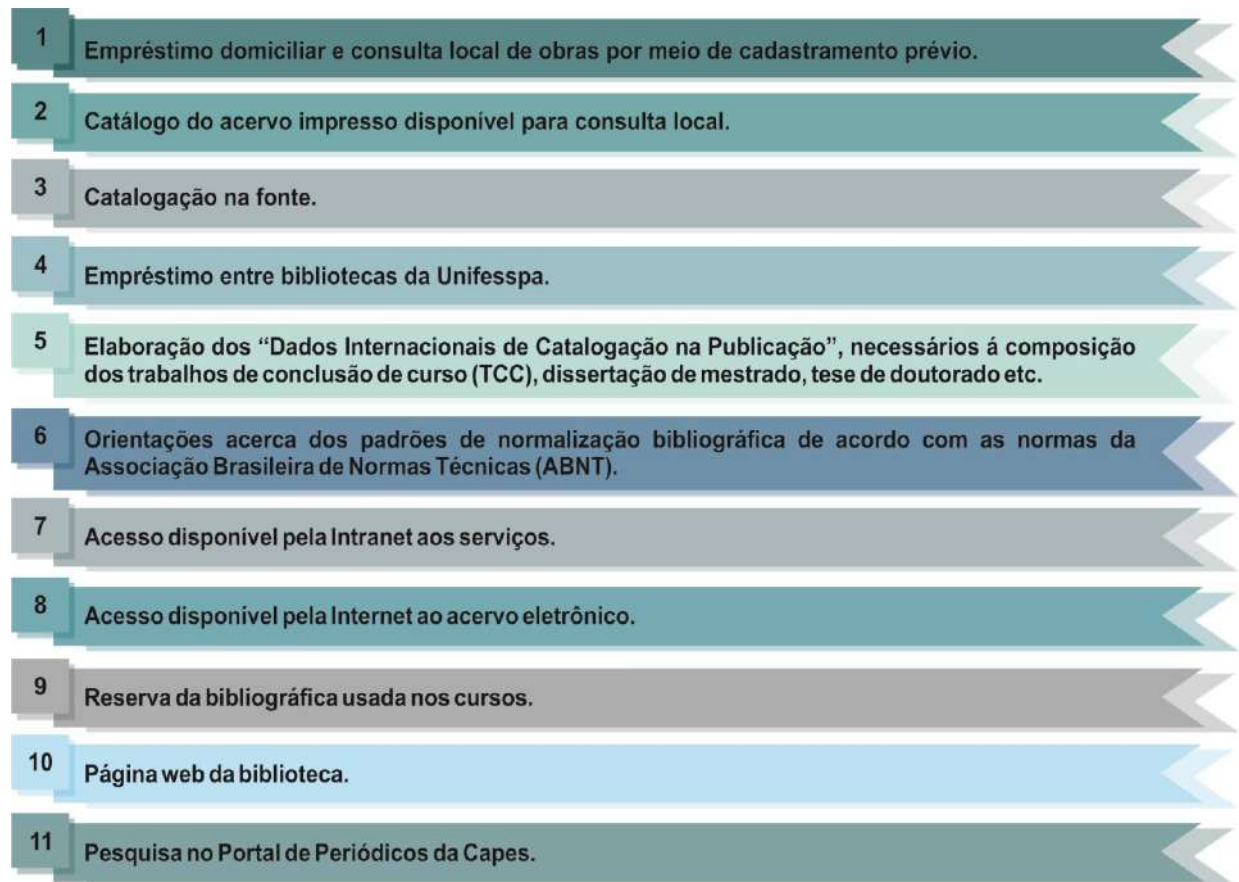 1
Empréstimo domiciliar e consulta local de obras por meio de cadastramento prévio.
2
Catálogo do acervo impresso disponível para consulta local.
3
Catalogação na fonte.
4
Empréstimo entre bibliotecas da Unifesspa.
5
Elaboração dos “Dados Internacionais de Catalogação na Publicação”, necessários á composição
dos trabalhos de conclusão de curso (TCC), dissertação de mestrado, tese de doutorado etc.
6
Orientações acerca dos padrões de normalização bibliográfica de acordo com as normas da
Associação Brasileira de Normas Técnicas (ABNT).
7
Acesso disponível pela Intranet aos serviços.
8
Acesso disponível pela Internet ao acervo eletrônico.
9
Reserva da bibliográfica usada nos cursos.
10
Página web da biblioteca.
11
Pesquisa no Portal de Periódicos da Capes.